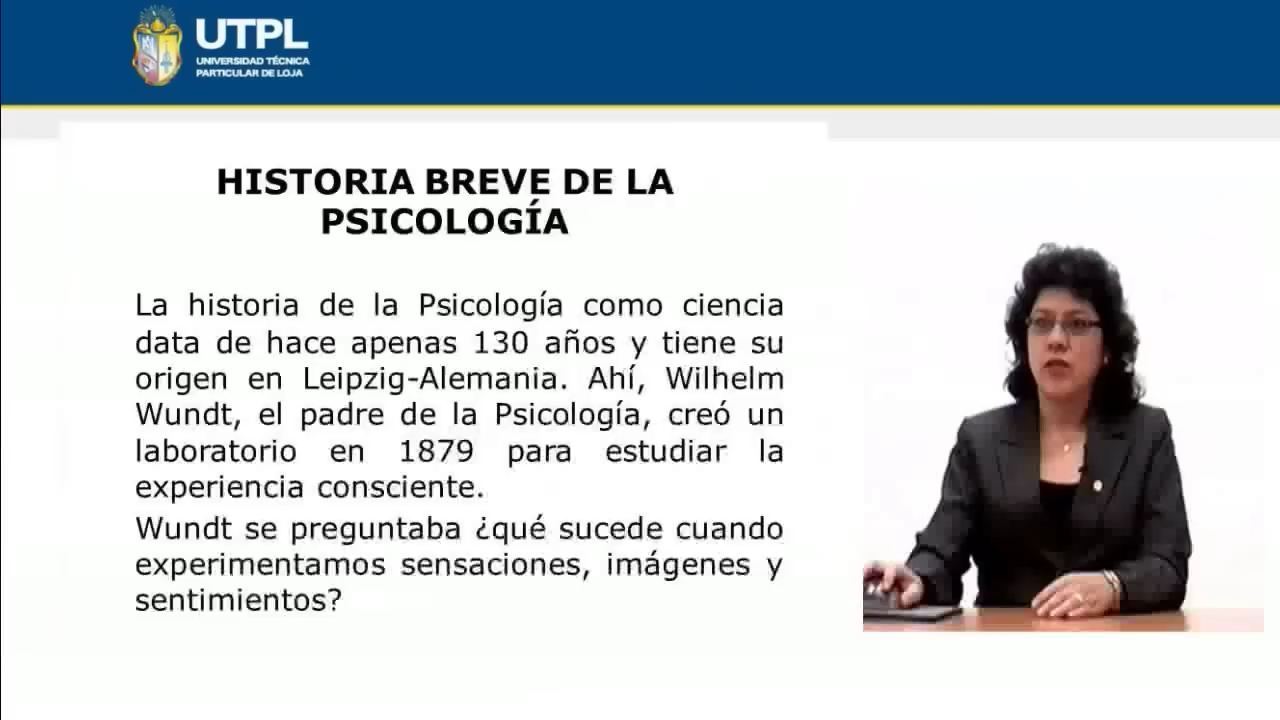 UTPL
UNIVERSIDAD TÉCNICA
PARTICULAR DE LOJA
HISTORIA BREVE DE LA
PSICOLOGÍA
La historia de la Psicología como ciencia
data de hace apenas 130 años y tiene su
origen en Leipzig-Alemania. Ahí, Wilhelm
Wundt, el padre de la Psicología, creó un
laboratorio en 1879 para estudiar la
experiencia consciente.
Wundt se preguntaba ¿qué sucede cuando
experimentamos sensaciones, imágenes y
sentimientos?